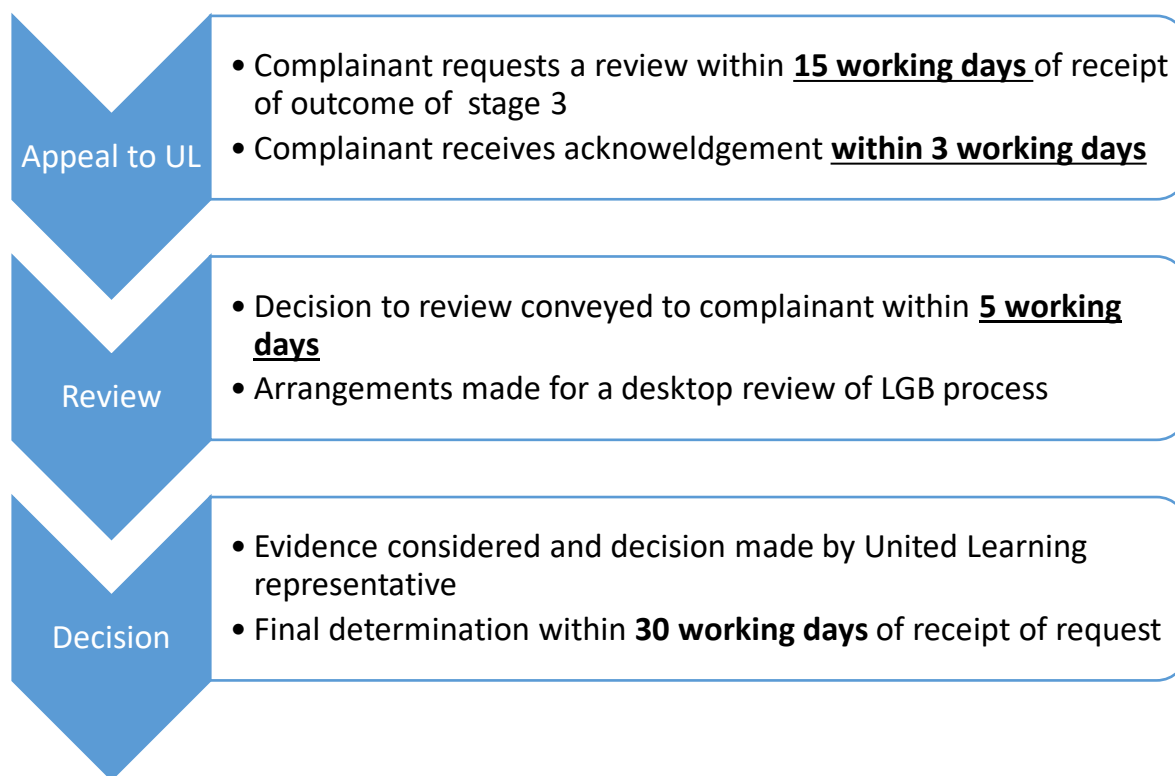 Appeal to UL
• Complainant requests a review within 15 working days of receipt
of outcome of stage 3
• Complainant receives acknoweldgement within 3 working days
Review
• Decision to review conveyed to complainant within 5 working
days
• Arrangements made for a desktop review of LGB process
Decision
• Evidence considered and decision made by United Learning
representative
• Final determination within 30 working days of receipt of request